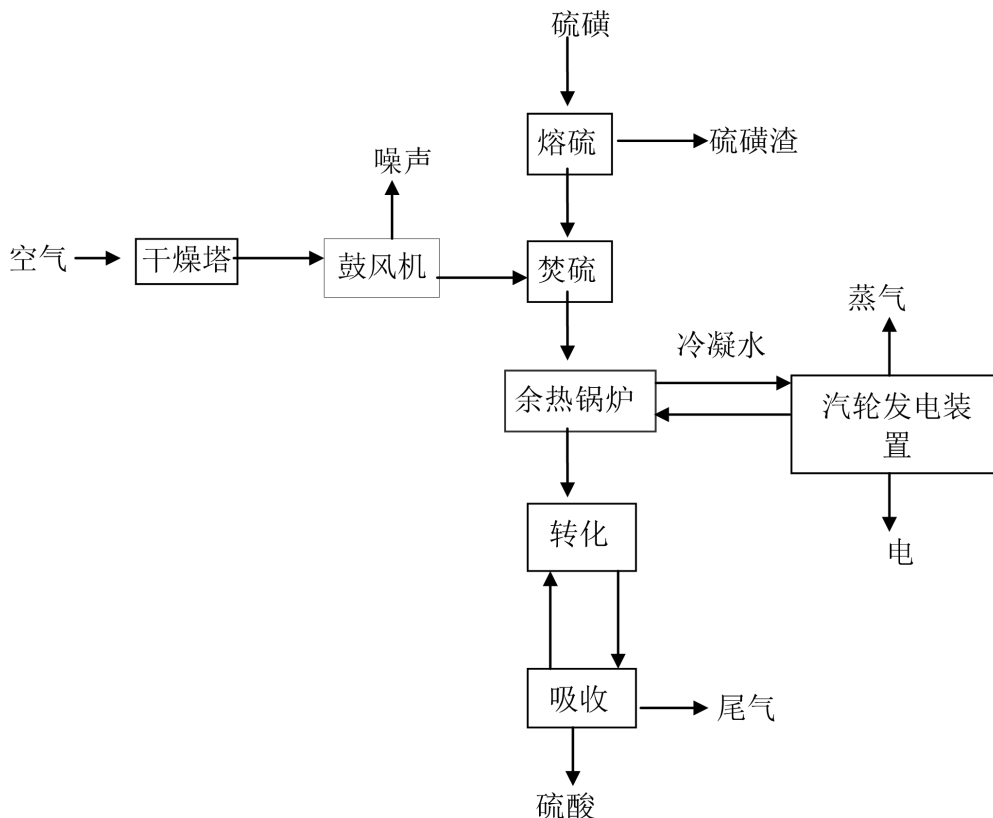 硫磺
熔硫
硫磺渣
噪声
空气
干燥塔
鼓风机
焚硫
蒸气
冷凝水
余热锅炉
汽轮发电装
置
转化
电
吸收
尾气
硫酸